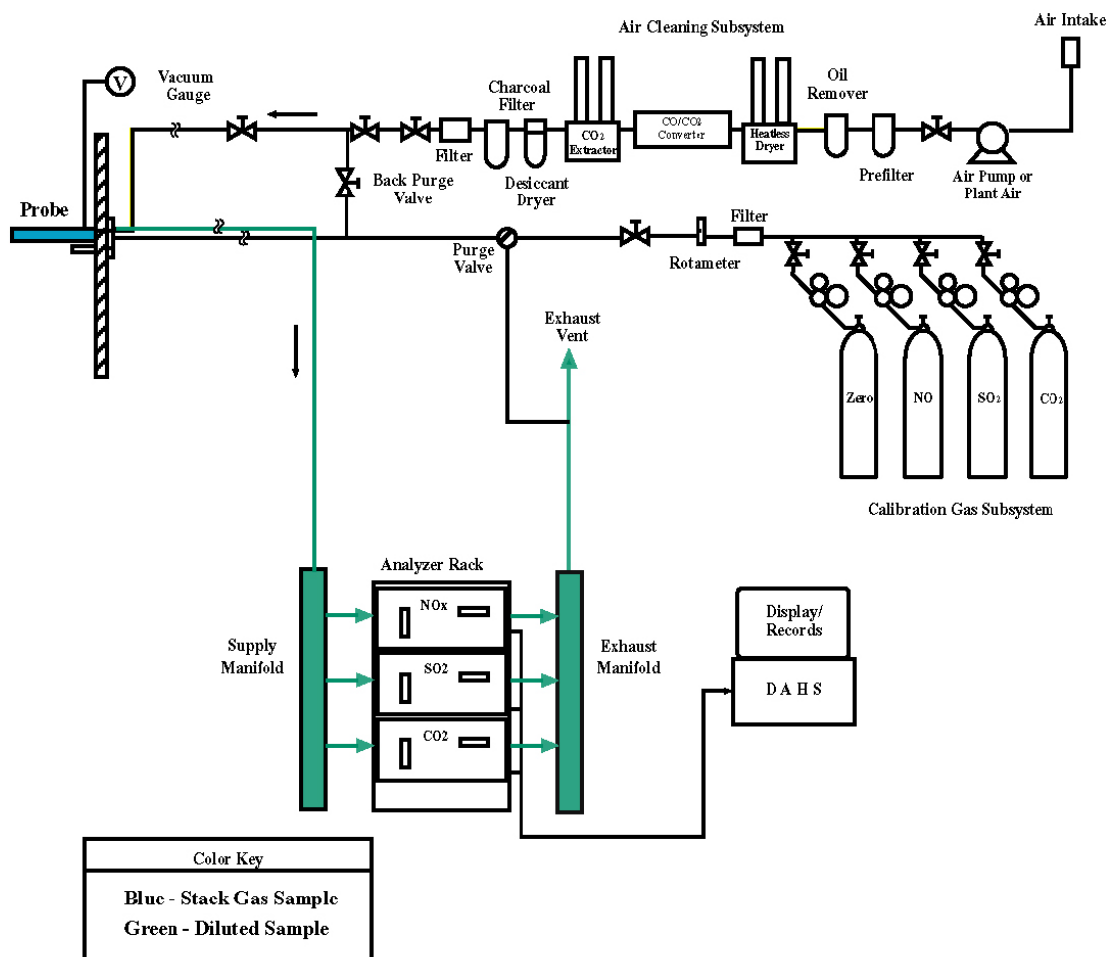 Air Intake
Air Cleaning Subsystem
V
Vacuum
Gauge
Charcoal
Filter
Oil
Remover
CO2
Extractor
CO/CO2
Converter
Heatless
Dryer
Filter
Desiccant
Dryer
Prefilter
Air Pump or
Plant Air
Back Purge
Valve
Probe
Purge
Valve
Rotameter
Filter
Exhaust
Vent
Zero
NO
SO2
CO2
Calibration Gas Subsystem
Analyzer Rack
NOx
SO2
CO2
Supply
Manifold
Exhaust
Manifold
Display/
Records
D A H S
Color Key
Blue - Stack Gas Sample
Green - Diluted Sample